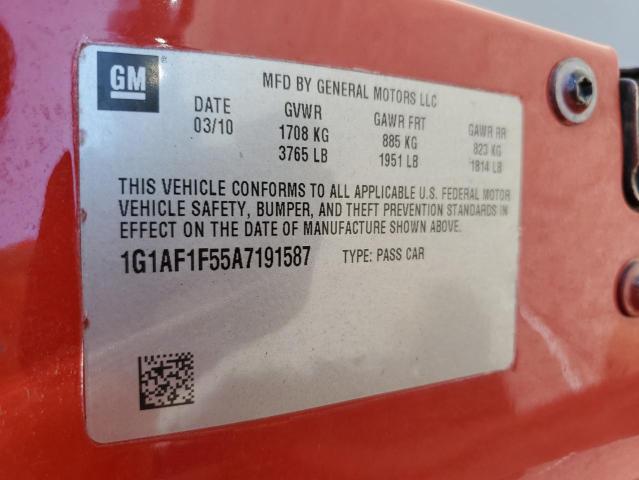 GM
MFD BY GENERAL MOTORS LLC
DATE GVWR GAWR FRT GAWR RR
03/10 1708 KG 885 KG 823 KG
3765 LB 1951 LB 1814 LB
THIS VEHICLE CONFORMS TO ALL APPLICABLE U.S. FEDERAL MOTOR
VEHICLE SAFETY, BUMPER, AND THEFT PREVENTION STANDARDS IN
EFFECT ON THE DATE OF MANUFACTURE SHOWN ABOVE.
1G1AF1F55A7191587 TYPE: PASS CAR